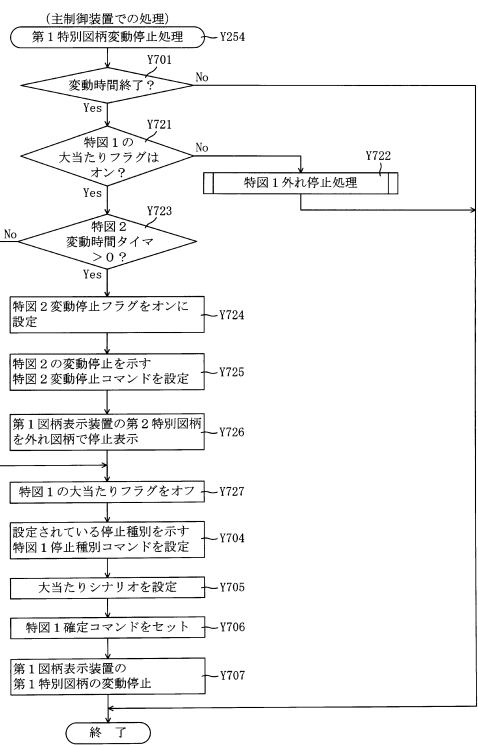 （主制御装置での処理）
第１特別図柄変動停止処理
Y254
Y701
変動時間終了？
No
Yes
Y721
特図１の
大当たりフラグは
オン？
No
Yes
Y722
特図１外れ停止処理
Y723
特図２
変動時間タイマ
＞０？
No
Yes
特図２変動停止フラグをオンに
設定
Y724
特図２の変動停止を示す
特図２変動停止コマンドを設定
Y725
第１図柄表示装置の第２特別図柄
を外れ図柄で停止表示
Y726
特図１の大当たりフラグをオフ
Y727
設定されている停止種別を示す
特図１停止種別コマンドを設定
Y704
大当たりシナリオを設定
Y705
特図１確定コマンドをセット
Y706
第１図柄表示装置の
第１特別図柄の変動停止
Y707
終　了